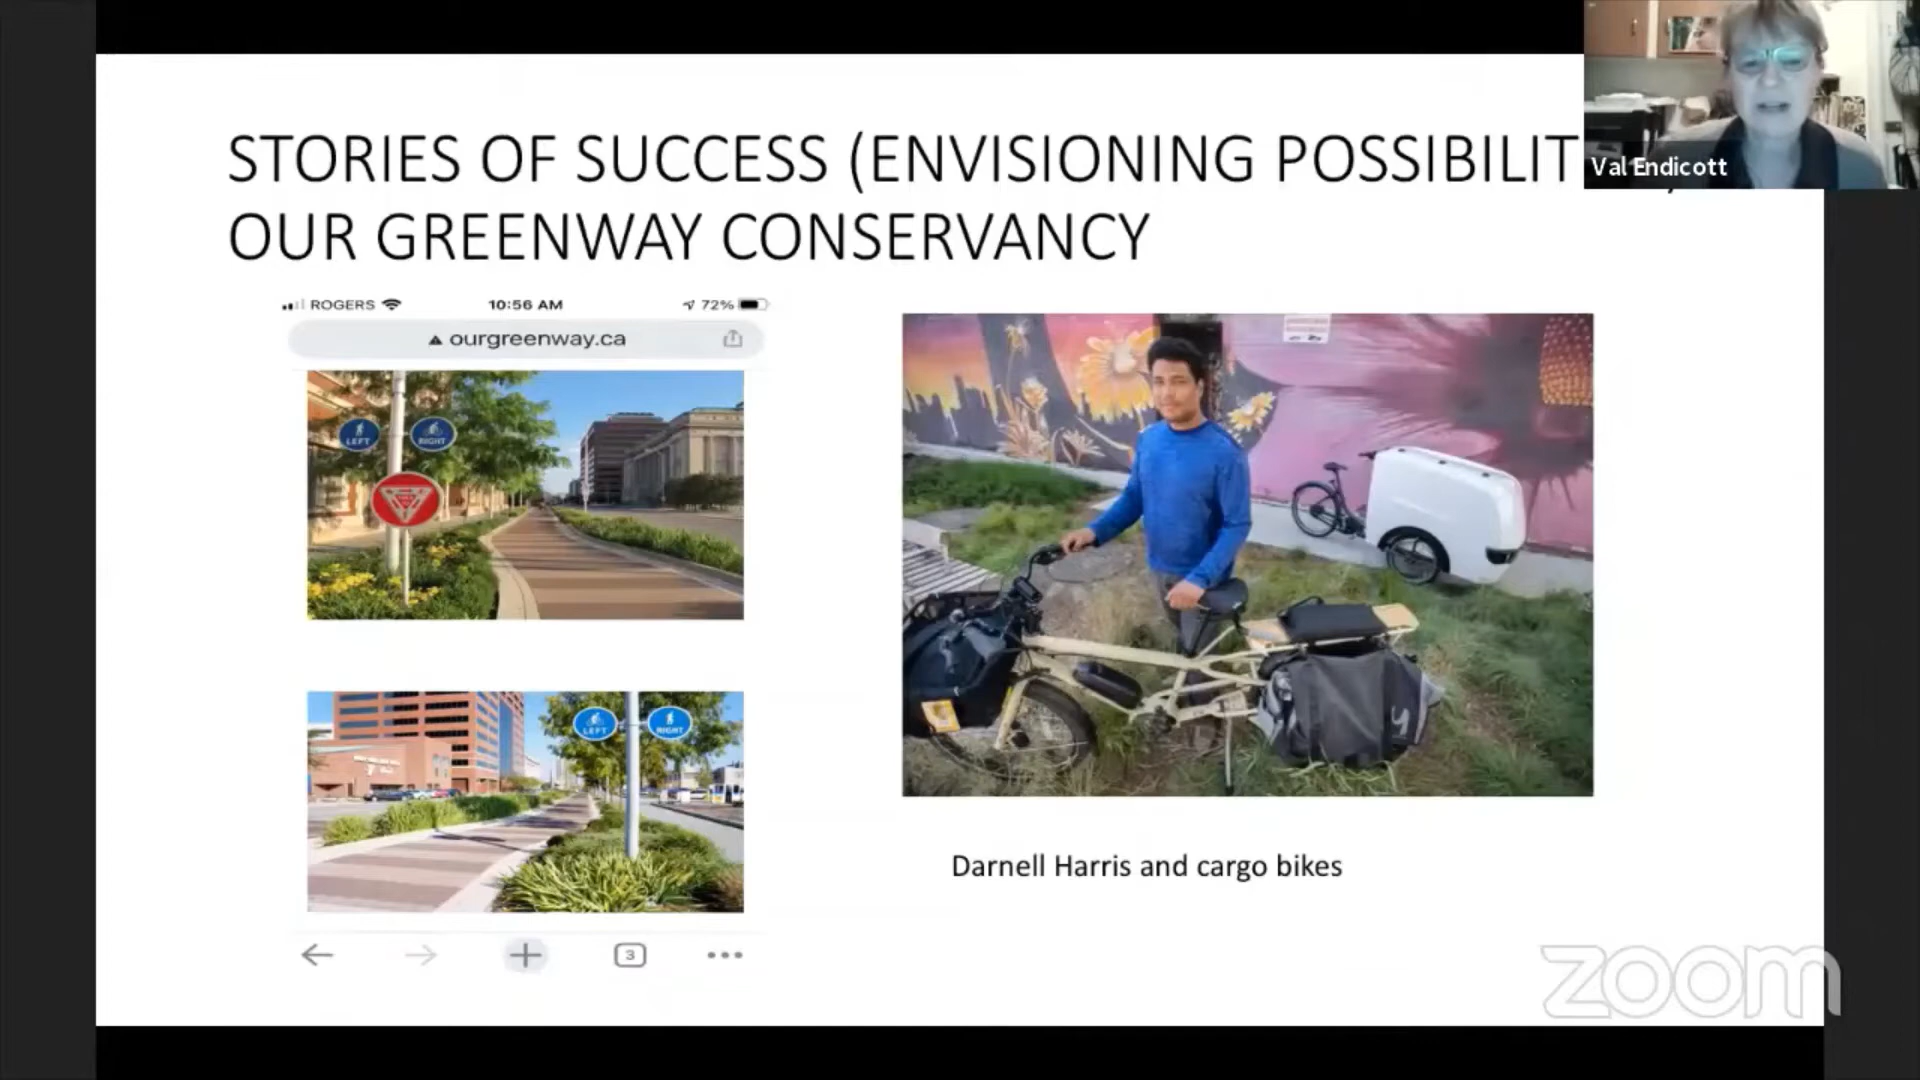 STORIES OF SUCCESS (ENVISIONING POSSIBILIT
OUR GREENWAY CONSERVANCY
Val Endicott
ROGERS 10:56 AM 72%
ourgreenway.ca
LEFT RIGHT
LEFT RIGHT
3
Darnell Harris and cargo bikes
zoom